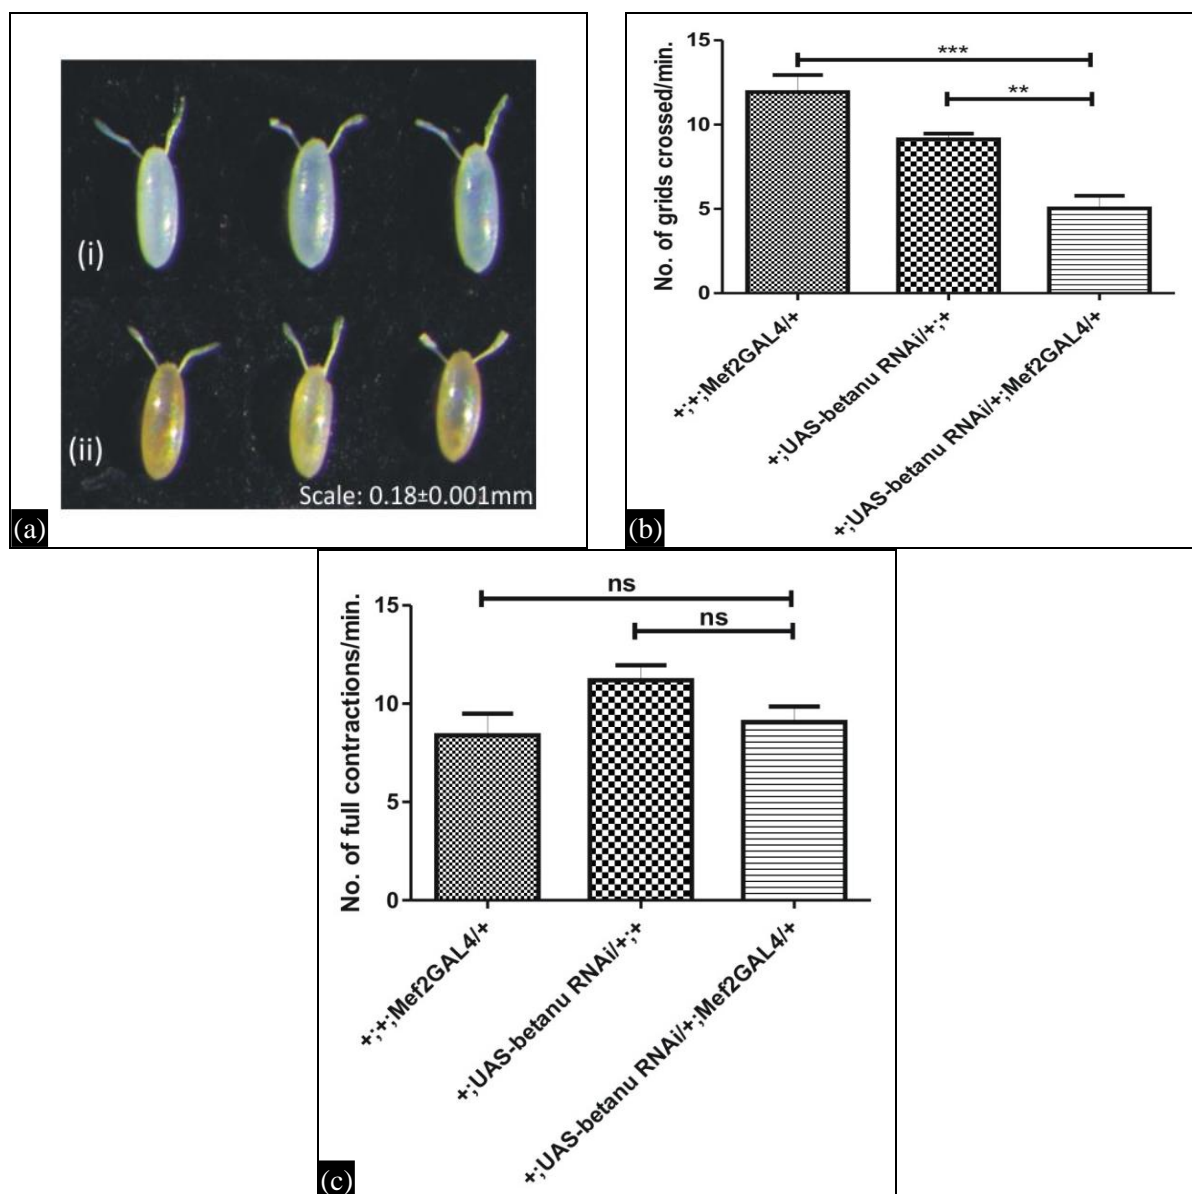 (i)
(ii)
Scale: 0.18±0.001mm
(a)
No. of grids crossed/min.
15
10
5
0
***
**
+;+;Mef2GAL4/+
+;UAS-betanu RNAi/+;+
+;UAS-betanu RNAi/+;Mef2GAL4/+
(b)
No. of full contractions/min.
15
10
5
0
ns
ns
+;+;Mef2GAL4/+
+;UAS-betanu RNAi/+;+
+;UAS-betanu RNAi/+;Mef2GAL4/+
(c)